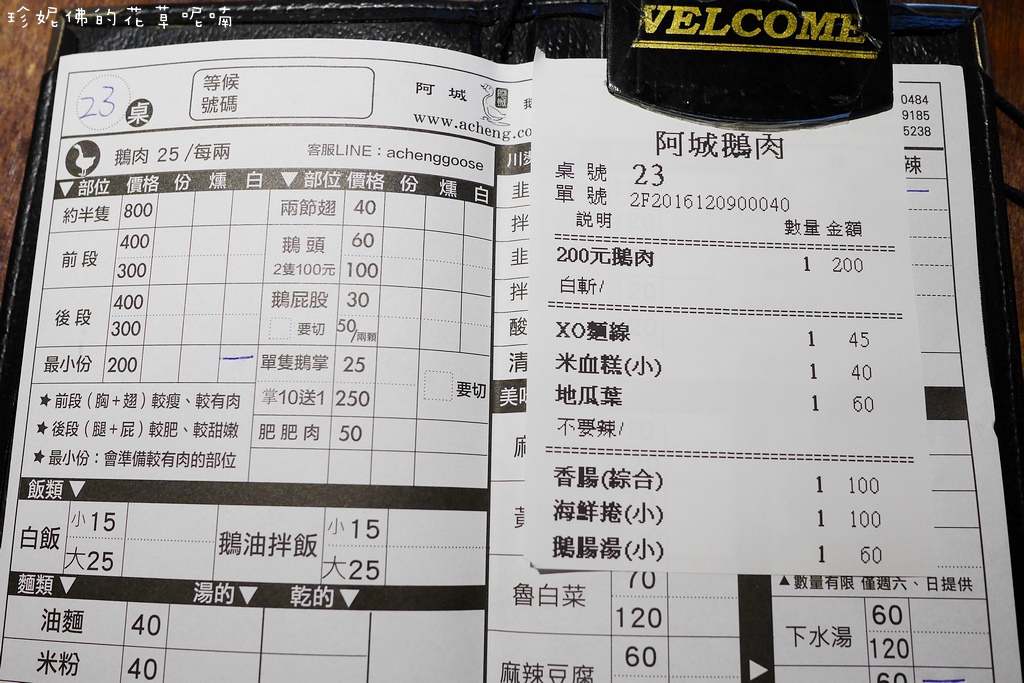 珍妮佛的花草呢喃
WELCOME
23 桌
等候
號碼
阿城
www.acheng.co
鵝肉 25/每兩
客服LINE：achenggoose
▼部位 價格 份 燻 白 ▼部位 價格 份 燻 白
約半隻 800
兩節翅 40
前段 400
300
鵝頭 60
2隻100元 100
後段 400
300
鵝屁股 30
要切 50/兩顆
最小份 200
單隻鵝掌 25
要切
掌10送1 250
肥肥肉 50
★前段（胸+翅）較瘦、較有肉
★後段（腿+屁）較肥、較甜嫩
★最小份：會準備較有肉的部位
飯類▼
白飯 小15
大25
鵝油拌飯 小15
大25
麵類▼ 湯的▼ 乾的▼
油麵 40
米粉 40
0484
9185
5238
辣
韭
拌
韭
拌
酸
清
阿城鵝肉
桌號 23
單號 2F2016120900040
說明 數量 金額
200元鵝肉 1 200
白斬/
XO麵線 1 45
米血糕(小) 1 40
地瓜葉 1 60
不要辣/
香腸(綜合) 1 100
海鮮捲(小) 1 100
鵝腸湯(小) 1 60
70
魯白菜
120
麻辣豆腐 60
▲數量有限 僅週六、日提供
下水湯 60
120
60